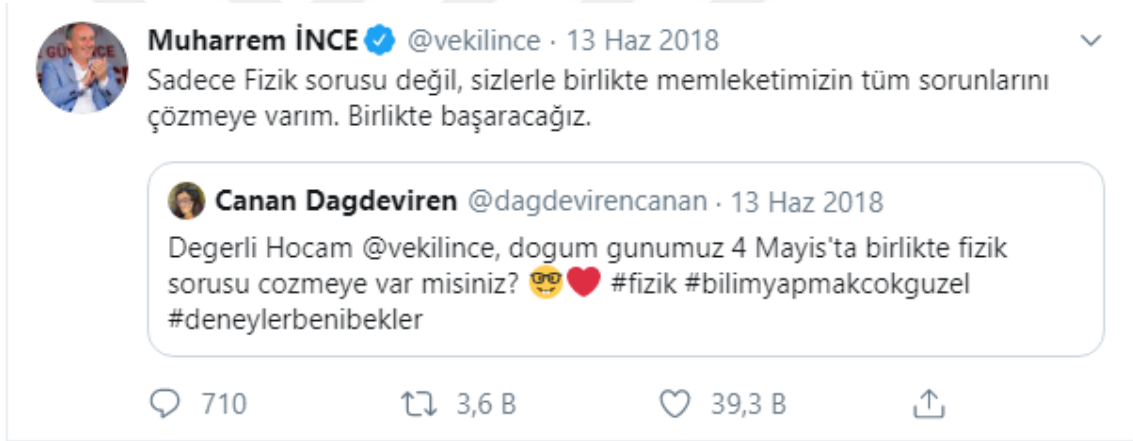 Muharrem İNCE @vekilince · 13 Haz 2018
Sadece Fizik sorusu değil, sizlerle birlikte memleketimizin tüm sorunlarını
çözmeye varım. Birlikte başaracağız.
Canan Dagdeviren @dagdevirencanan · 13 Haz 2018
Degerli Hocam @vekilince, dogum gunumuz 4 Mayis'ta birlikte fizik
sorusu cozmeye var misiniz? 🤓❤️ #fizik #bilimyapmakcokguzel
#deneylerbenibekler
710 3,6 B 39,3 B